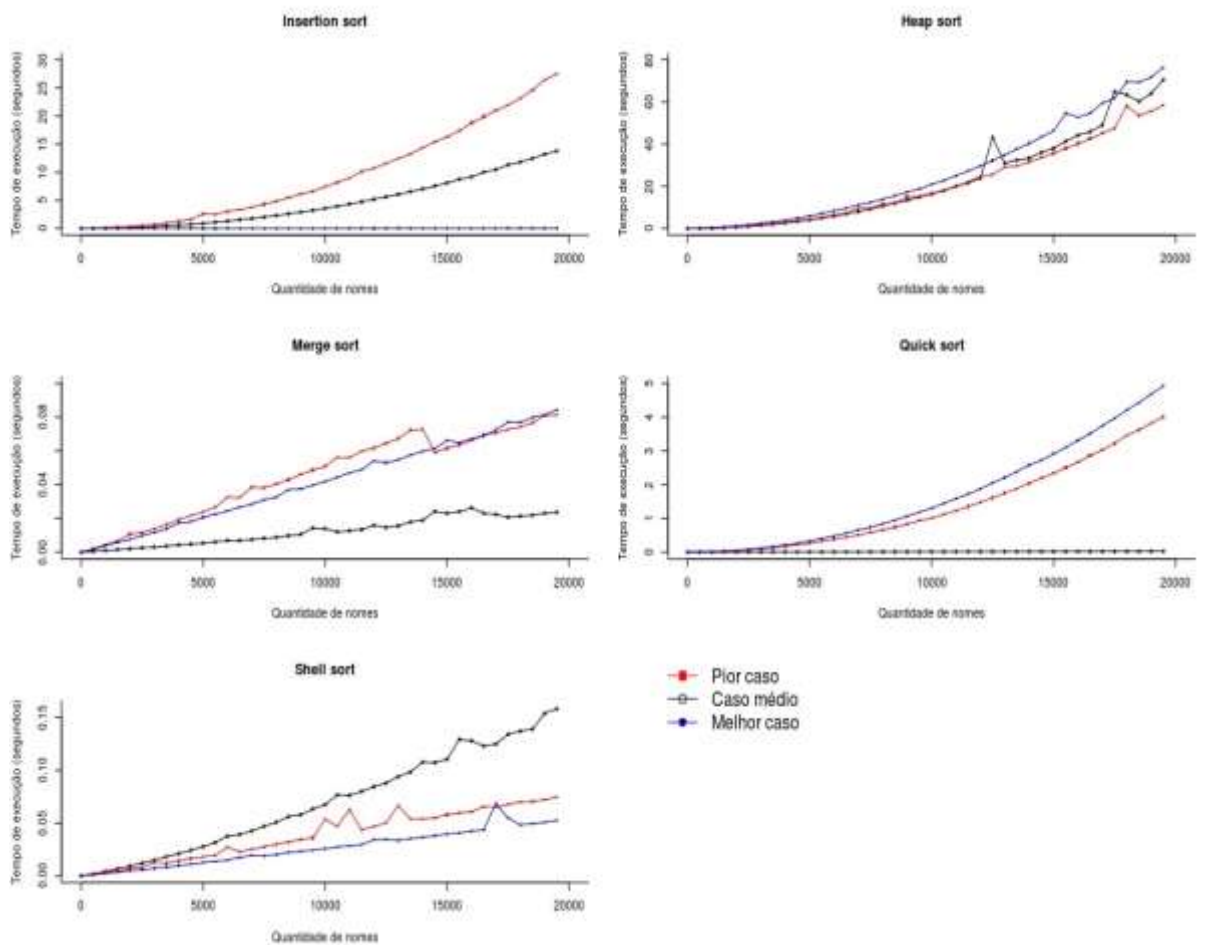 Insertion sort
Tempo de execução (segundos)
30
25
20
15
10
5
0
0 5000 10000 15000 20000
Quantidade de nomes
Heap sort
Tempo de execução (segundos)
80
60
40
20
0
0 5000 10000 15000 20000
Quantidade de nomes
Merge sort
Tempo de execução (segundos)
0.08
0.04
0.00
0 5000 10000 15000 20000
Quantidade de nomes
Quick sort
Tempo de execução (segundos)
5
4
3
2
1
0
0 5000 10000 15000 20000
Quantidade de nomes
Shell sort
Tempo de execução (segundos)
0.15
0.10
0.05
0.00
0 5000 10000 15000 20000
Quantidade de nomes
Pior caso
Caso médio
Melhor caso